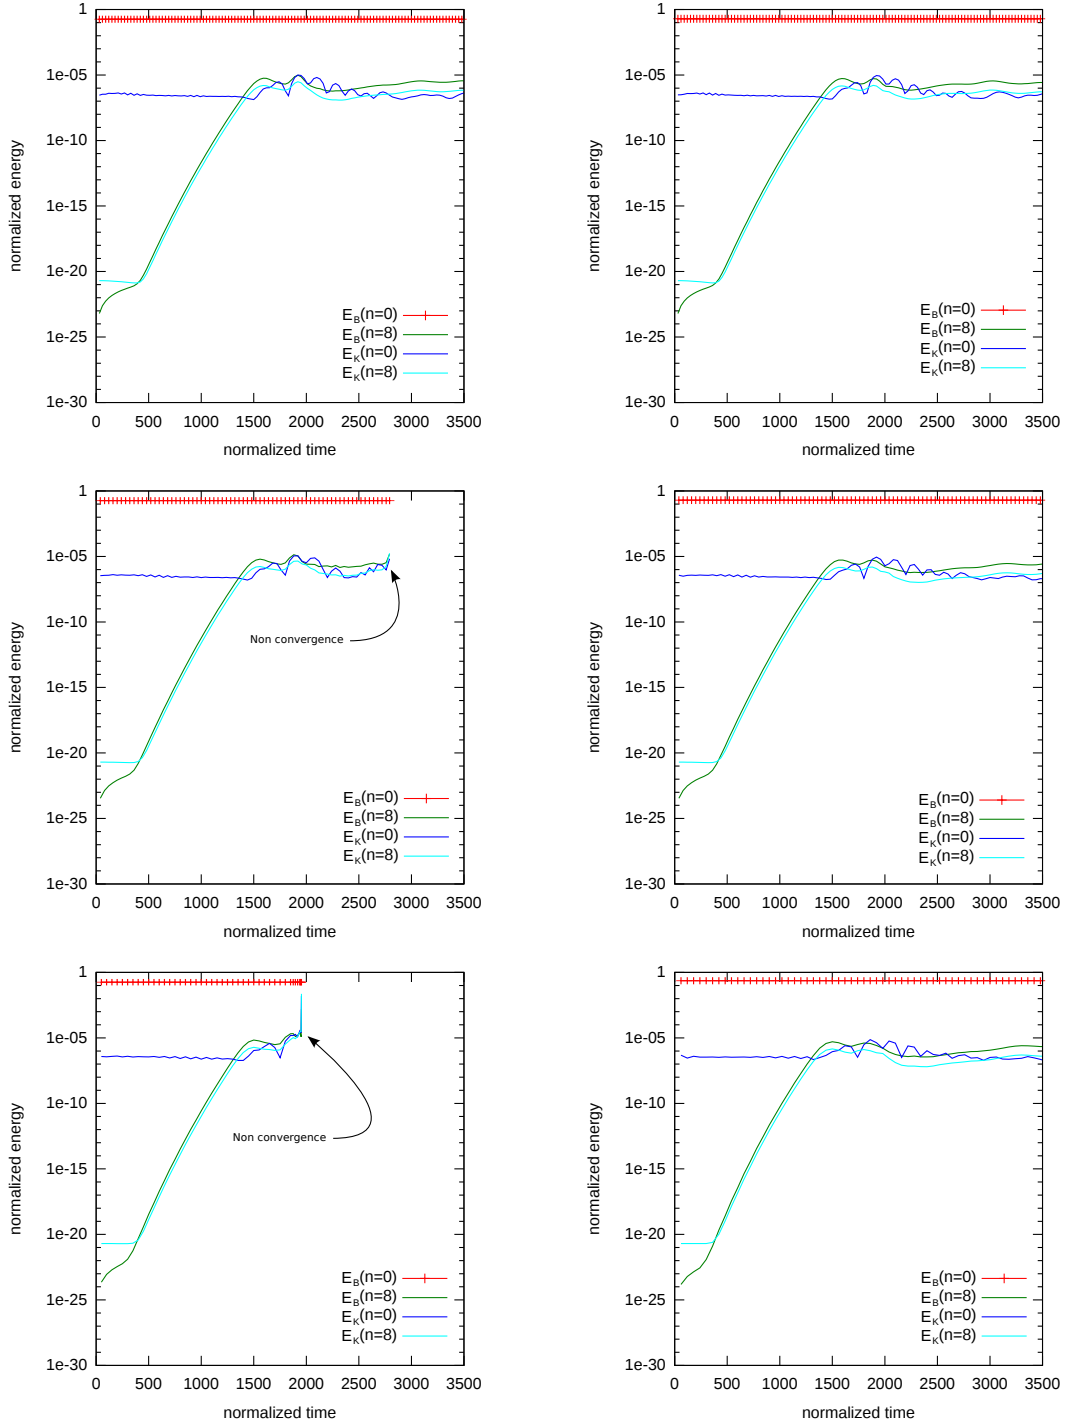 1
1e-05
1e-10
1e-15
1e-20
1e-25
1e-30
normalized energy
E_B(n=0)
E_B(n=8)
E_K(n=0)
E_K(n=8)
0 500 1000 1500 2000 2500 3000 3500
normalized time
1
1e-05
1e-10
1e-15
1e-20
1e-25
1e-30
normalized energy
E_B(n=0)
E_B(n=8)
E_K(n=0)
E_K(n=8)
0 500 1000 1500 2000 2500 3000 3500
normalized time
1
1e-05
1e-10
1e-15
1e-20
1e-25
1e-30
normalized energy
Non convergence
E_B(n=0)
E_B(n=8)
E_K(n=0)
E_K(n=8)
0 500 1000 1500 2000 2500 3000 3500
normalized time
1
1e-05
1e-10
1e-15
1e-20
1e-25
1e-30
normalized energy
E_B(n=0)
E_B(n=8)
E_K(n=0)
E_K(n=8)
0 500 1000 1500 2000 2500 3000 3500
normalized time
1
1e-05
1e-10
1e-15
1e-20
1e-25
1e-30
normalized energy
Non convergence
E_B(n=0)
E_B(n=8)
E_K(n=0)
E_K(n=8)
0 500 1000 1500 2000 2500 3000 3500
normalized time
1
1e-05
1e-10
1e-15
1e-20
1e-25
1e-30
normalized energy
E_B(n=0)
E_B(n=8)
E_K(n=0)
E_K(n=8)
0 500 1000 1500 2000 2500 3000 3500
normalized time